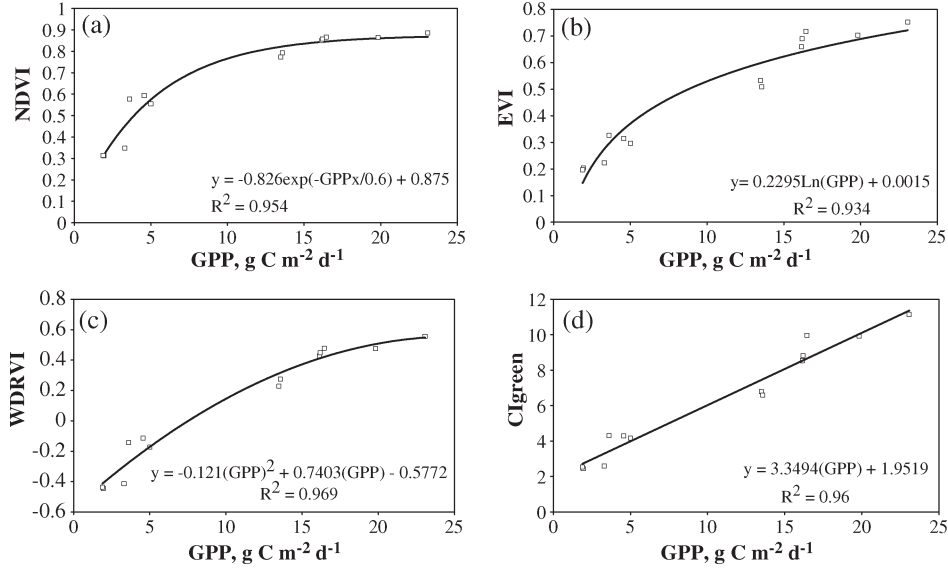 (a)
1
0.9
0.8
0.7
0.6
0.5
0.4
0.3
0.2
0.1
0
NDVI
y = -0.826exp(-GPPx/0.6) + 0.875
R² = 0.954
0 5 10 15 20 25
GPP, g C m⁻² d⁻¹
(b)
0.8
0.7
0.6
0.5
0.4
0.3
0.2
0.1
0
EVI
y= 0.2295Ln(GPP) + 0.0015
R² = 0.934
0 5 10 15 20 25
GPP, g C m⁻² d⁻¹
(c)
0.8
0.6
0.4
0.2
0
-0.2
-0.4
-0.6
WDRVI
y = -0.121(GPP)² + 0.7403(GPP) - 0.5772
R² = 0.969
0 5 10 15 20 25
GPP, g C m⁻² d⁻¹
(d)
12
10
8
6
4
2
0
CIgreen
y = 3.3494(GPP) + 1.9519
R² = 0.96
0 5 10 15 20 25
GPP, g C m⁻² d⁻¹